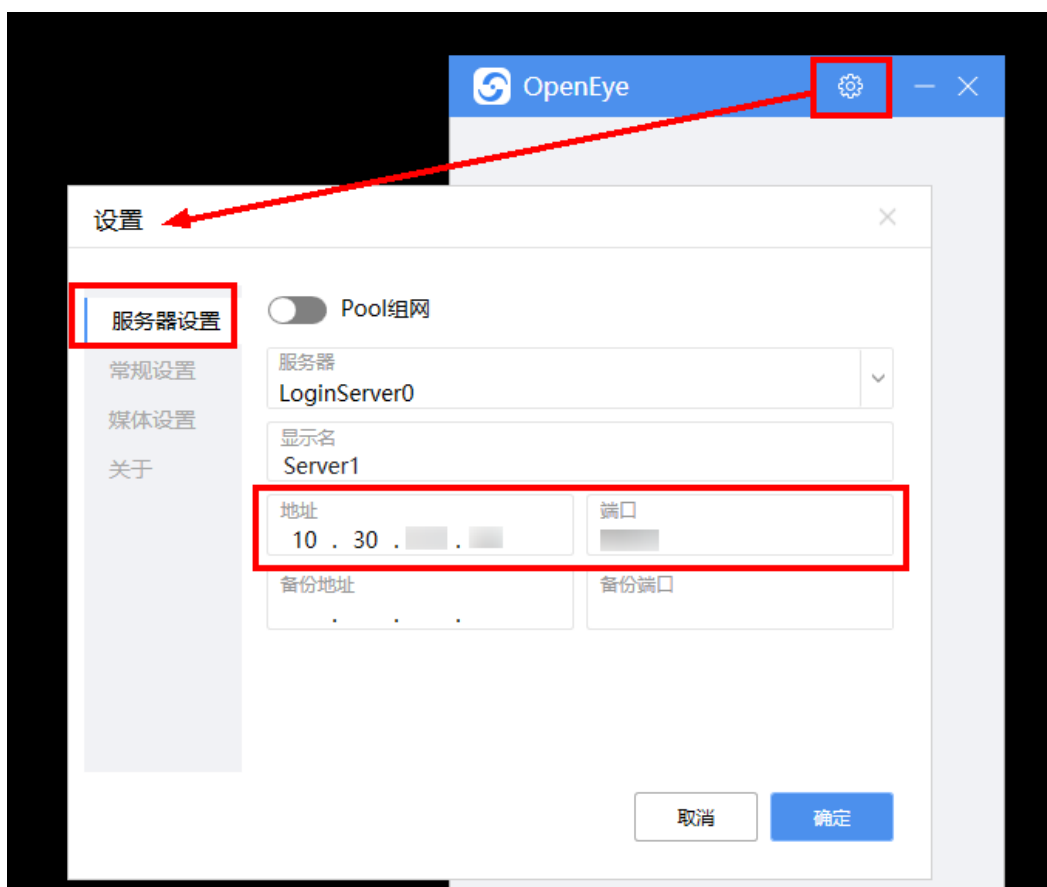 OpenEye
设置
服务器设置
常规设置
媒体设置
关于
Pool组网
服务器
LoginServer0
显示名
Server1
地址
10 . 30 . .
端口
备份地址
. . .
备份端口
取消
确定